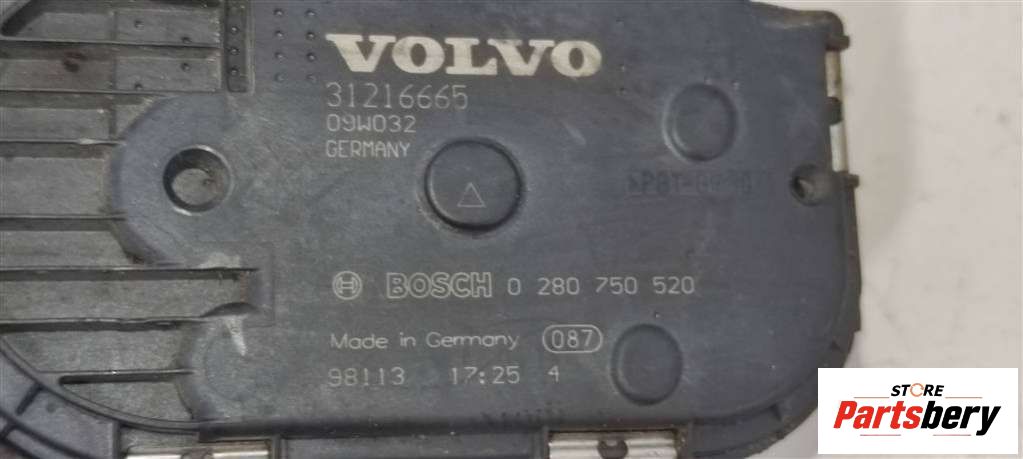 VOLVO
31216665
09W032
GERMANY
BOSCH 0 280 750 520
Made in Germany 087
98113 17:25 4
STORE
Partsbery